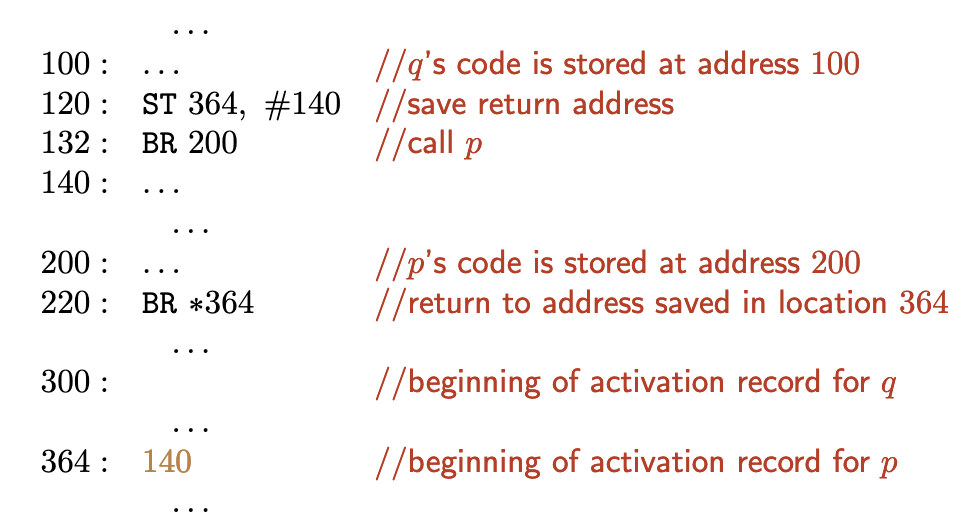 ...
100 : ... //q's code is stored at address 100
120 : ST 364, #140 //save return address
132 : BR 200 //call p
140 : ...
...
200 : ... //p's code is stored at address 200
220 : BR *364 //return to address saved in location 364
...
300 : //beginning of activation record for q
...
364 : 140 //beginning of activation record for p
...